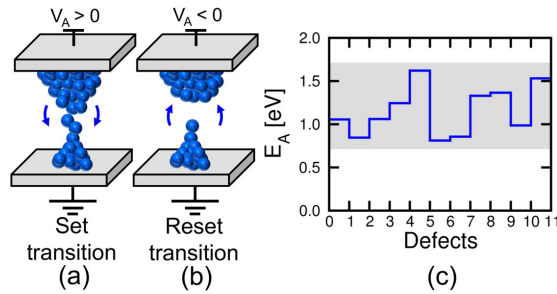 V_A > 0
V_A < 0
Set
transition
Reset
transition
(a)
(b)
E_A [eV]
2.0
1.5
1.0
0.5
0.0
0 1 2 3 4 5 6 7 8 9 10 11
Defects
(c)